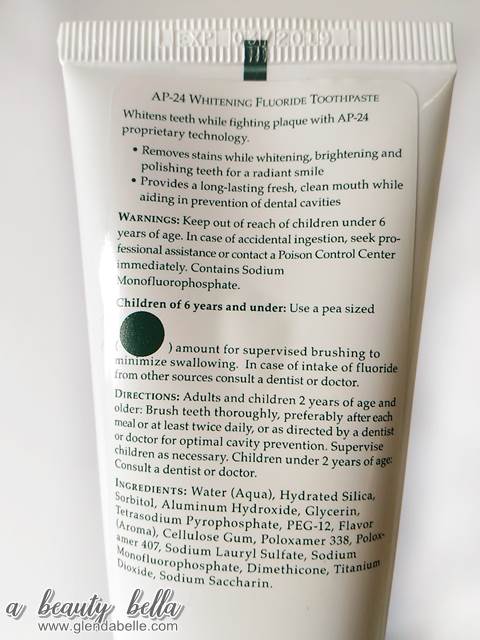 EXP 
AP-24 WHITENING FLUORIDE TOOTHPASTE
Whitens teeth while fighting plaque with AP-24
proprietary technology.
• Removes stains while whitening, brightening and
polishing teeth for a radiant smile
• Provides a long-lasting fresh, clean mouth while
aiding in prevention of dental cavities
WARNINGS: Keep out of reach of children under 6
years of age. In case of accidental ingestion, seek pro-
fessional assistance or contact a Poison Control Center
immediately. Contains Sodium
Monofluorophosphate.
Children of 6 years and under: Use a pea sized
( ) amount for supervised brushing to
minimize swallowing. In case of intake of fluoride
from other sources consult a dentist or doctor.
DIRECTIONS: Adults and children 2 years of age and
older: Brush teeth thoroughly, preferably after each
meal or at least twice daily, or as directed by a dentist
or doctor for optimal cavity prevention. Supervise
children as necessary. Children under 2 years of age:
Consult a dentist or doctor.
INGREDIENTS: Water (Aqua), Hydrated Silica,
Sorbitol, Aluminum Hydroxide, Glycerin,
Tetrasodium Pyrophosphate, PEG-12, Flavor
(Aroma), Cellulose Gum, Poloxamer 338, Polox-
amer 407, Sodium Lauryl Sulfate, Sodium
Monofluorophosphate, Dimethicone, Titanium
Dioxide, Sodium Saccharin.
a beauty bella
www.glendabelle.com